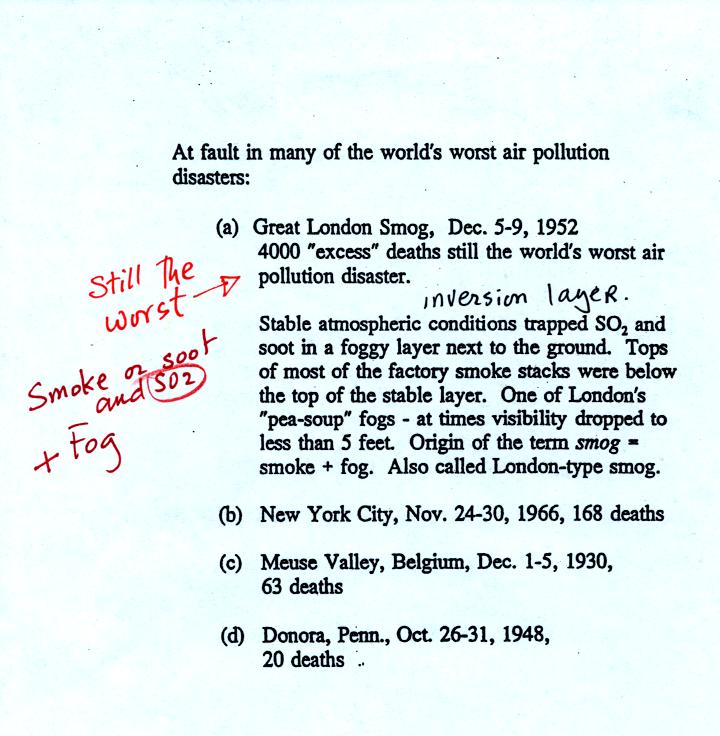 At fault in many of the world's worst air pollution
disasters:
(a) Great London Smog, Dec. 5-9, 1952
4000 "excess" deaths still the world's worst air
pollution disaster.
Still the
worst
inversion layer.
Stable atmospheric conditions trapped SO₂ and
soot in a foggy layer next to the ground. Tops
of most of the factory smoke stacks were below
the top of the stable layer. One of London's
"pea-soup" fogs - at times visibility dropped to
less than 5 feet. Origin of the term smog =
smoke + fog. Also called London-type smog.
Smoke or soot
and SO2
+ Fog
(b) New York City, Nov. 24-30, 1966, 168 deaths
(c) Meuse Valley, Belgium, Dec. 1-5, 1930,
63 deaths
(d) Donora, Penn., Oct. 26-31, 1948,
20 deaths